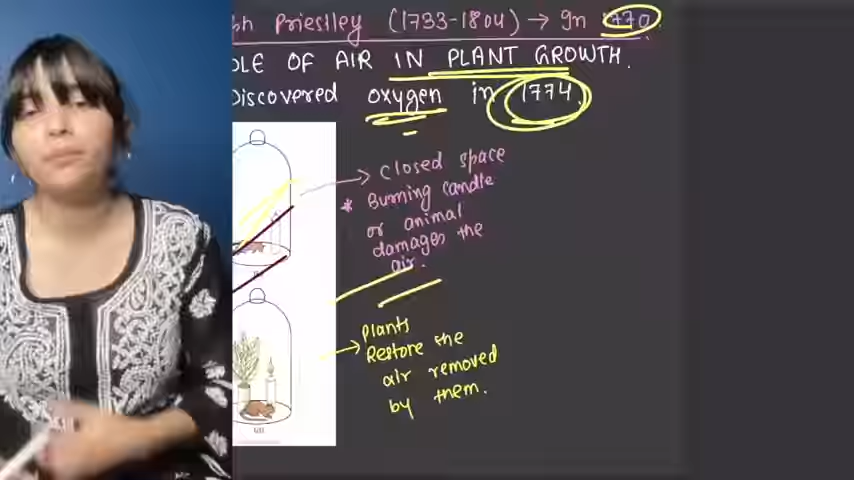 Priestley (1733-1804) → In 1770
OF AIR IN PLANT GROWTH.
Discovered oxygen in 1774
→ Closed space
* Burning candle
or animal
damages the
air.
Plants
→ Restore the
air removed
by them.